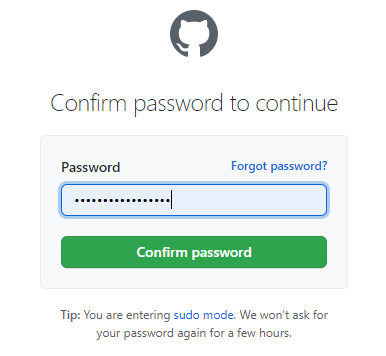 Confirm password to continue
Password Forgot password?
•••••••••••••••••
Confirm password
Tip: You are entering sudo mode. We won't ask for
your password again for a few hours.